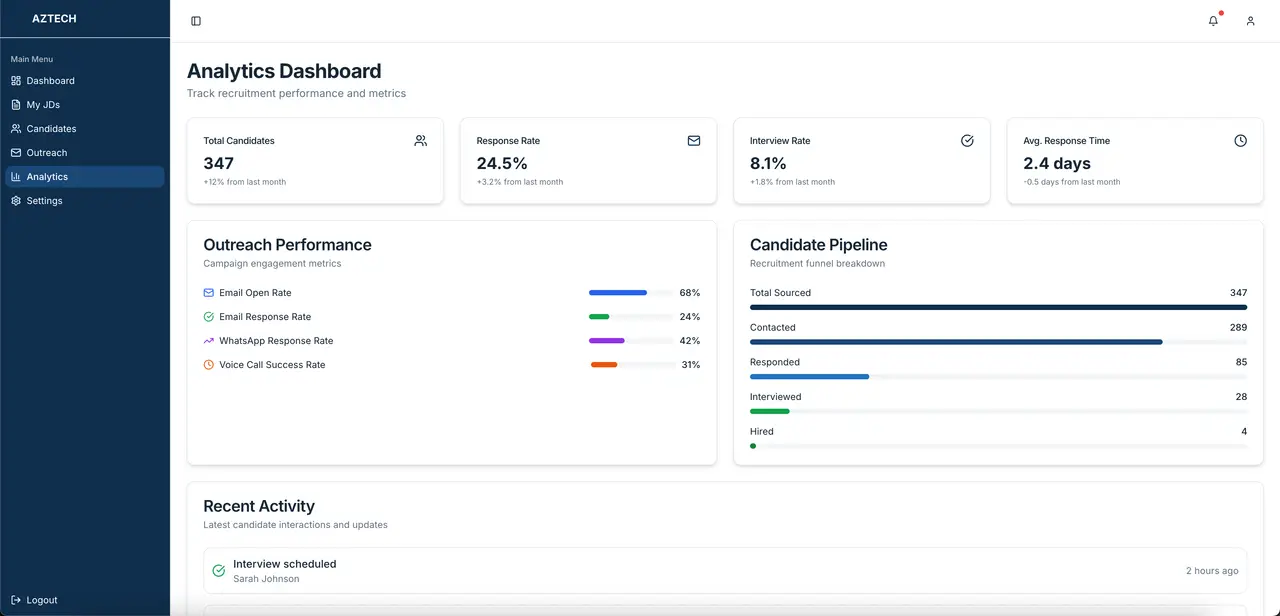 AZTECH
Main Menu
Dashboard
My JDs
Candidates
Outreach
Analytics
Settings
Logout
Analytics Dashboard
Track recruitment performance and metrics
Total Candidates
347
+12% from last month
Response Rate
24.5%
+3.2% from last month
Interview Rate
8.1%
+1.8% from last month
Avg. Response Time
2.4 days
-0.5 days from last month
Outreach Performance
Campaign engagement metrics
Email Open Rate 68%
Email Response Rate 24%
WhatsApp Response Rate 42%
Voice Call Success Rate 31%
Candidate Pipeline
Recruitment funnel breakdown
Total Sourced 347
Contacted 289
Responded 85
Interviewed 28
Hired 4
Recent Activity
Latest candidate interactions and updates
Interview scheduled
Sarah Johnson
2 hours ago